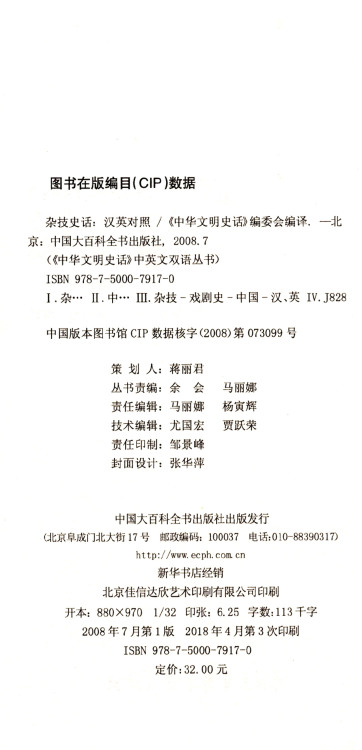 图书在版编目(CIP)数据
杂技史话：汉英对照 /《中华文明史话》编委会编译. —北
京：中国大百科全书出版社，2008.7
(《中华文明史话》中英文双语丛书)
ISBN 978-7-5000-7917-0
Ⅰ.杂… Ⅱ.中… Ⅲ.杂技－戏剧史－中国－汉、英 Ⅳ.J828
中国版本图书馆 CIP 数据核字(2008)第 073099 号
策 划 人：蒋丽君
丛书责编：余 会 马丽娜
责任编辑：马丽娜 杨寅辉
技术编辑：尤国宏 贾跃荣
责任印制：邹景峰
封面设计：张华萍
中国大百科全书出版社出版发行
(北京阜成门北大街 17 号 邮政编码：100037 电话:010-88390317)
http://www.ecph.com.cn
新华书店经销
北京佳信达欣艺术印刷有限公司印刷
开本：880×970 1/32 印张：6.25 字数:113 千字
2008 年 7 月第 1 版 2018 年 4 月第 3 次印刷
ISBN 978-7-5000-7917-0
定价：32.00 元